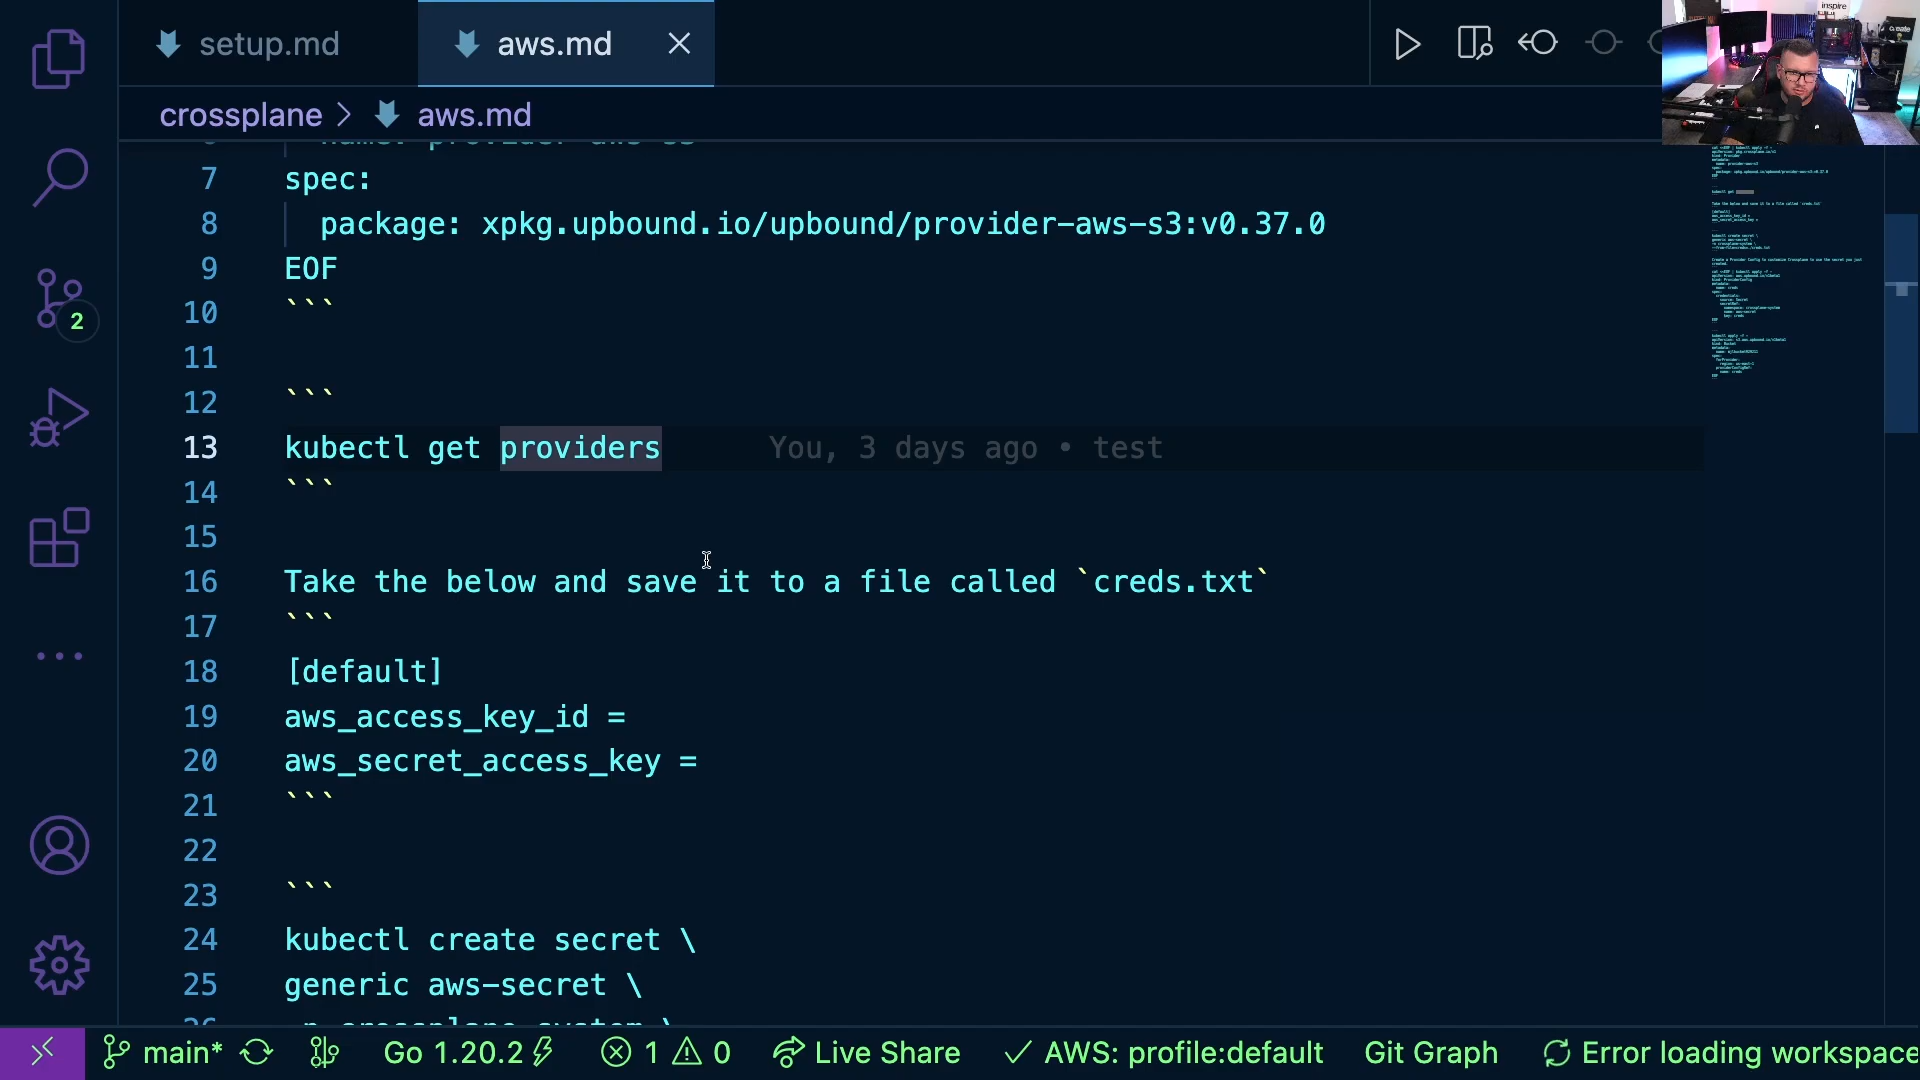 setup.md
aws.md
crossplane > aws.md
7 spec:
8 package: xpkg.upbound.io/upbound/provider-aws-s3:v0.37.0
9 EOF
10 ```
11
12 ```
13 kubectl get providers You, 3 days ago • test
14 ```
15
16 Take the below and save it to a file called `creds.txt`
17 ```
18 [default]
19 aws_access_key_id =
20 aws_secret_access_key =
21 ```
22
23 ```
24 kubectl create secret \
25 generic aws-secret \
2
main* Go 1.20.2 1 0 Live Share AWS: profile:default Git Graph Error loading workspace
inspire
create